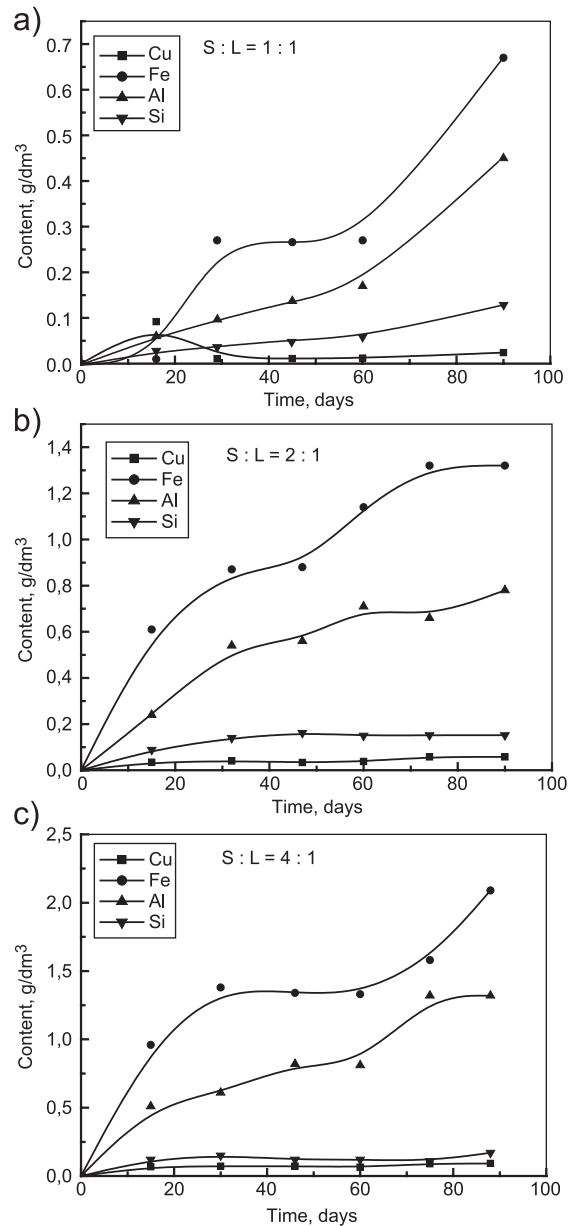 a)
S : L = 1 : 1
Cu
Fe
Al
Si
0.7
0.6
0.5
0.4
0.3
0.2
0.1
0.0
Content, g/dm³
0 20 40 60 80 100
Time, days
b)
S : L = 2 : 1
Cu
Fe
Al
Si
1,4
1,2
1,0
0,8
0,6
0,4
0,2
0,0
Content, g/dm³
0 20 40 60 80 100
Time, days
c)
S : L = 4 : 1
Cu
Fe
Al
Si
2,5
2,0
1,5
1,0
0,5
0,0
Content, g/dm³
0 20 40 60 80 100
Time, days